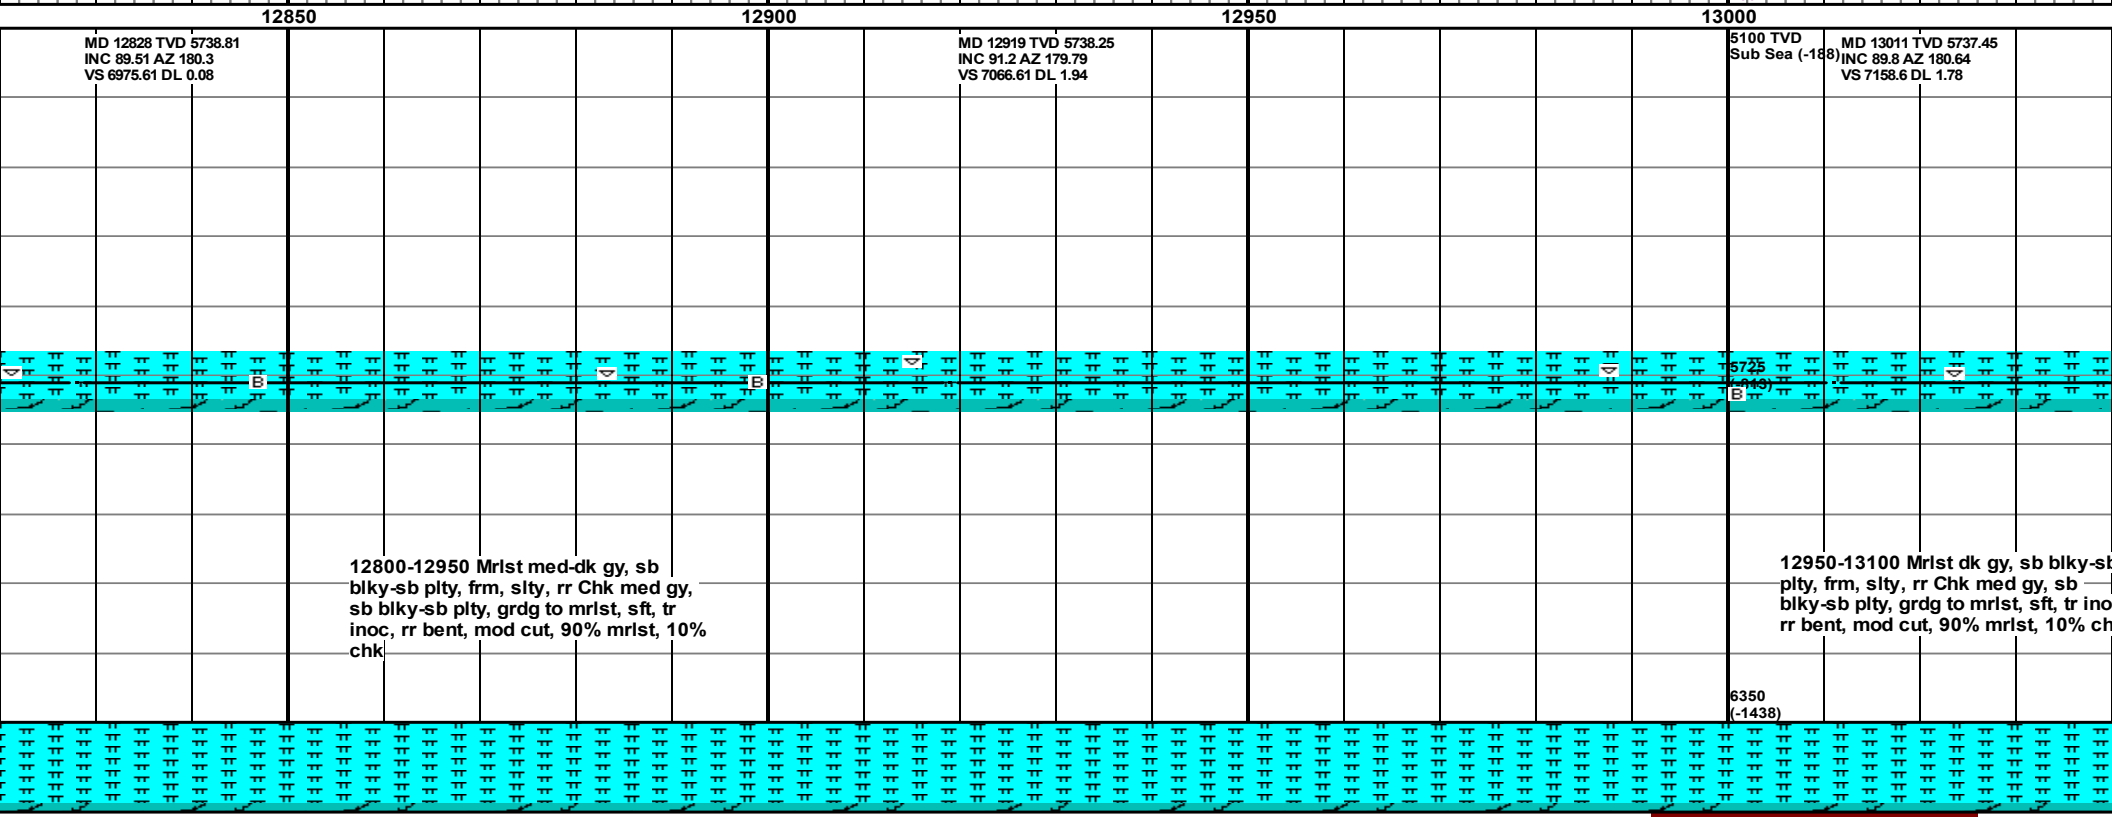 12850 12900 12950 13000
MD 12828 TVD 5738.81
INC 89.51 AZ 180.3
VS 6975.61 DL 0.08
MD 12919 TVD 5738.25
INC 91.2 AZ 179.79
VS 7066.61 DL 1.94
5100 TVD
Sub Sea (-188)
MD 13011 TVD 5737.45
INC 89.8 AZ 180.64
VS 7158.6 DL 1.78
B
B
5725
(-813)
B
12800-12950 Mrlst med-dk gy, sb
blky-sb plty, frm, slty, rr Chk med gy,
sb blky-sb plty, grdg to mrlst, sft, tr
inoc, rr bent, mod cut, 90% mrlst, 10%
chk
12950-13100 Mrlst dk gy, sb blky-sb
plty, frm, slty, rr Chk med gy, sb
blky-sb plty, grdg to mrlst, sft, tr ino
rr bent, mod cut, 90% mrlst, 10% ch
6350
(-1438)